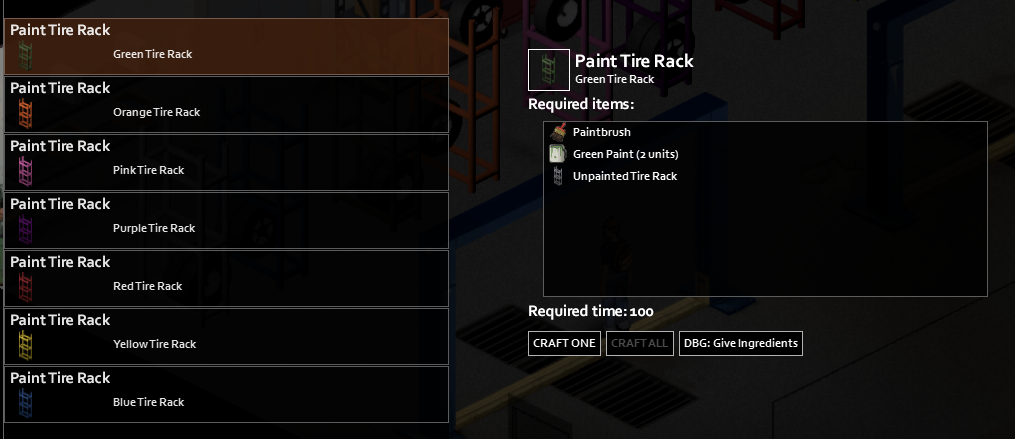 Paint Tire Rack
Green Tire Rack
Paint Tire Rack
Orange Tire Rack
Paint Tire Rack
Pink Tire Rack
Paint Tire Rack
Purple Tire Rack
Paint Tire Rack
Red Tire Rack
Paint Tire Rack
Yellow Tire Rack
Paint Tire Rack
Blue Tire Rack
Paint Tire Rack
Green Tire Rack
Required items:
Paintbrush
Green Paint (2 units)
Unpainted Tire Rack
Required time: 100
CRAFT ONE CRAFT ALL DBG: Give Ingredients